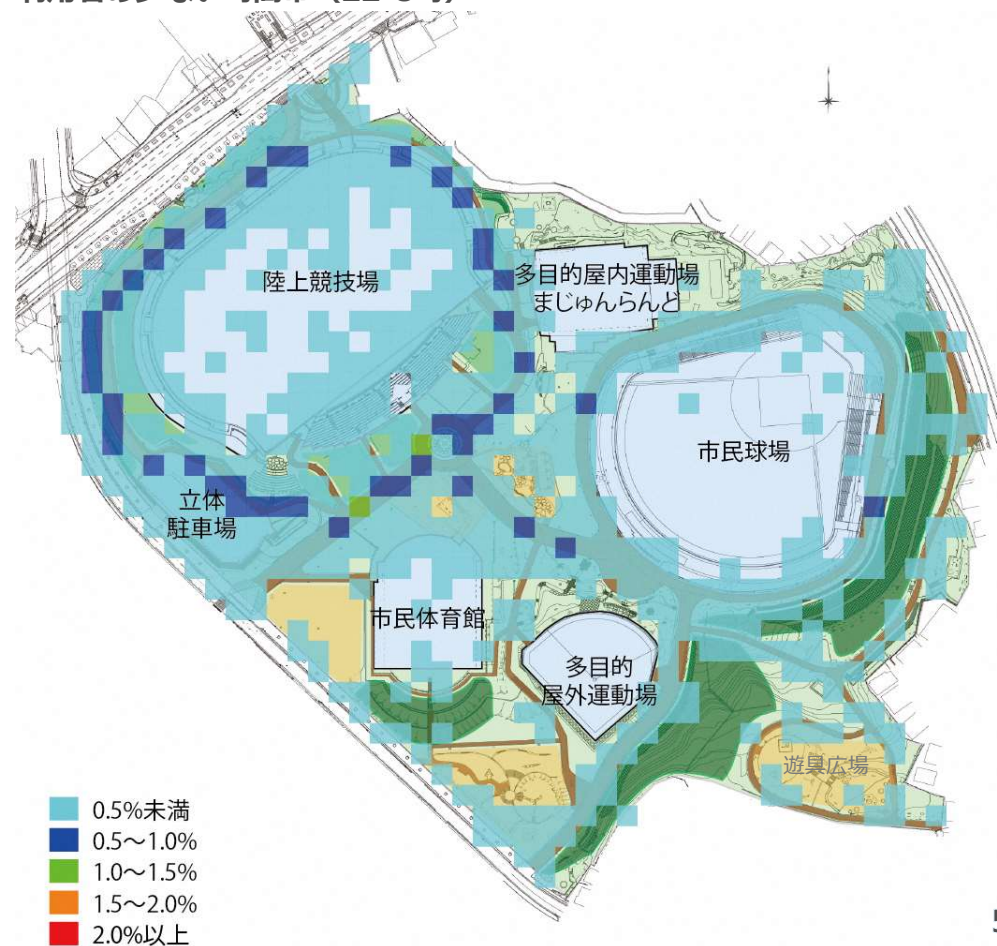 陸上競技場
多目的屋内運動場
まじゅんらんど
市民球場
立体
駐車場
市民体育館
多目的
屋外運動場
遊具広場
0.5%未満
0.5～1.0%
1.0～1.5%
1.5～2.0%
2.0%以上